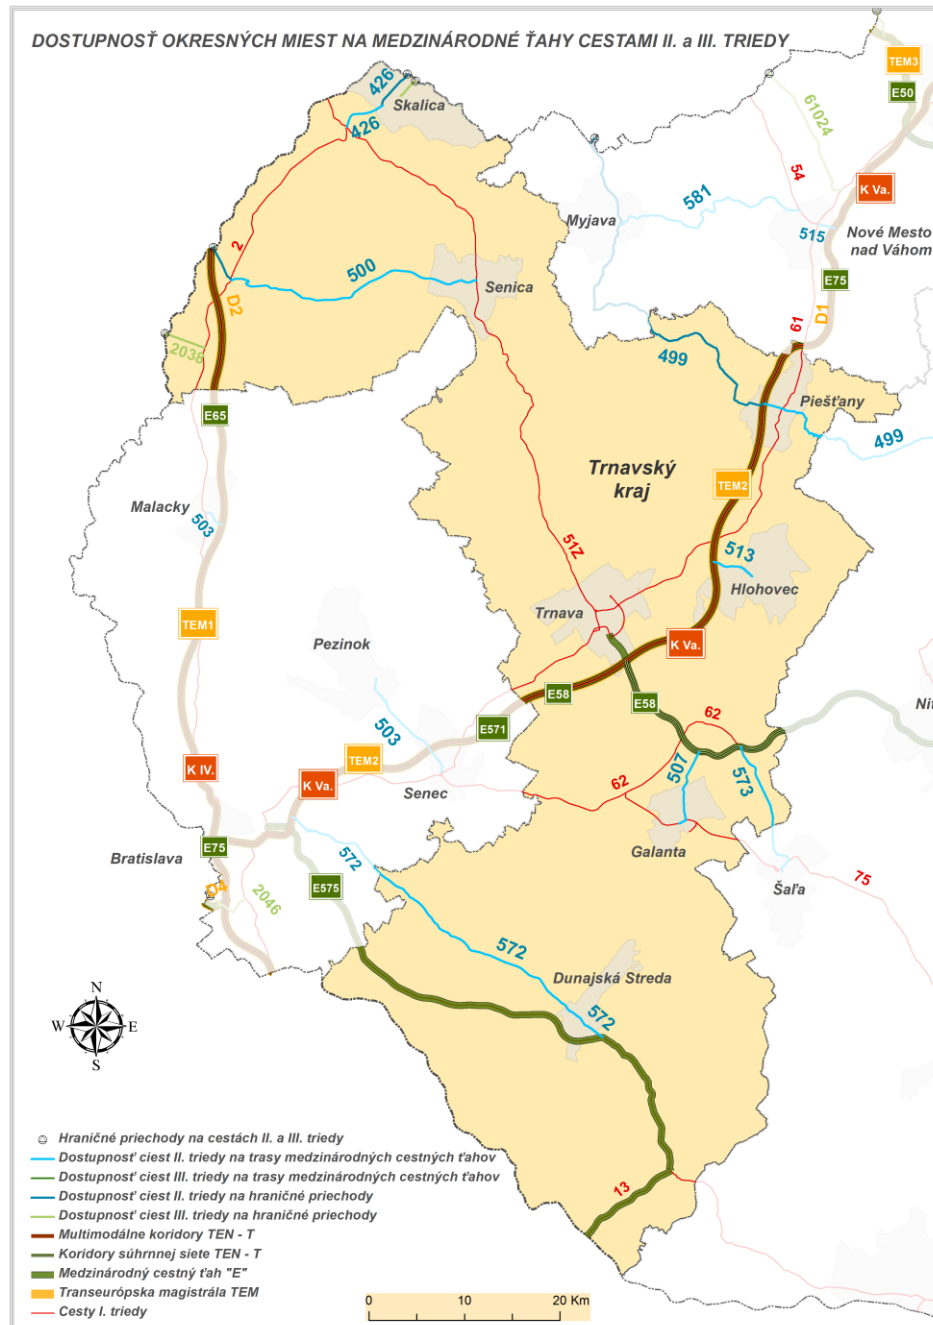 DOSTUPNOSŤ OKRESNÝCH MIEST NA MEDZINÁRODNÉ ŤAHY CESTAMI II. a III. TRIEDY
TEM3
E50
426
Skalica
426
61024
54
K Va.
581
Myjava
515
Nové Mesto
nad Váhom
2
500
Senica
E75
D2
D1
61
2038
499
Piešťany
E65
499
Trnavský
kraj
TEM2
Malacky
503
51Z
513
Hlohovec
Trnava
TEM1
Pezinok
K Va.
E58
E58
62
Nit
503
E571
TEM2
K IV.
K Va.
Senec
62
507
573
E75
572
Galanta
Bratislava
Šaľa
75
D4
2046
E575
572
Dunajská Streda
572
N
W E
S
13
Hraničné priechody na cestách II. a III. triedy
Dostupnosť ciest II. triedy na trasy medzinárodných cestných ťahov
Dostupnosť ciest III. triedy na trasy medzinárodných cestných ťahov
Dostupnosť ciest II. triedy na hraničné priechody
Dostupnosť ciest III. triedy na hraničné priechody
Multimodálne koridory TEN - T
Koridory súhrnnej siete TEN - T
Medzinárodný cestný ťah "E"
Transeurópska magistrála TEM
Cesty I. triedy
0 10 20 Km